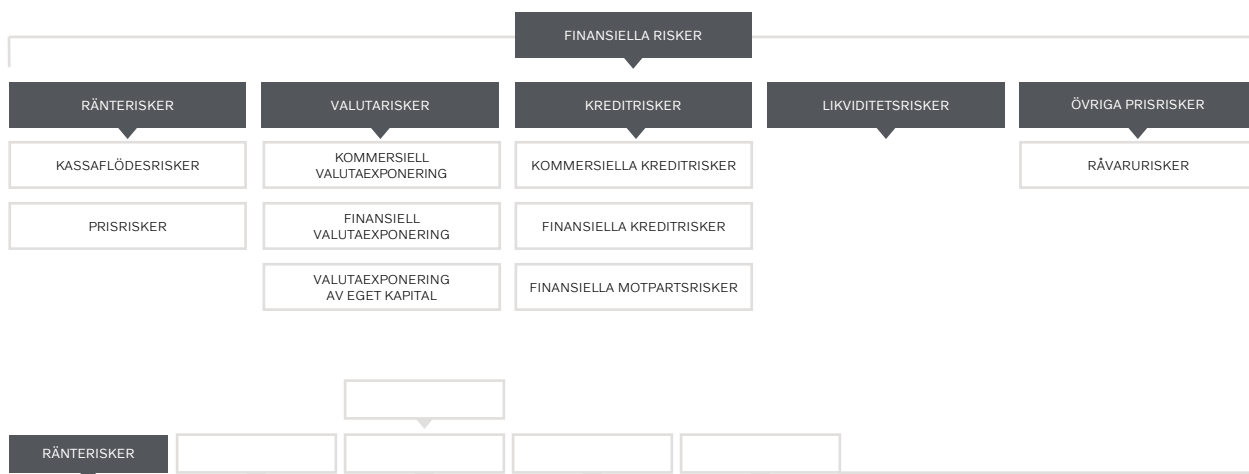 FINANSIELLA RISKER
RÄNTERISKER
VALUTARISKER
KREDITRISKER
LIKVIDITETSRISKER
ÖVRIGA PRISRISKER
KASSAFLÖDESRISKER
KOMMERSIELL
VALUTAEXPONERING
KOMMERSIELLA KREDITRISKER
RÅVARURISKER
PRISRISKER
FINANSIELL
VALUTAEXPONERING
FINANSIELLA KREDITRISKER
VALUTAEXPONERING
AV EGET KAPITAL
FINANSIELLA MOTPARTSRISKER
RÄNTERISKER